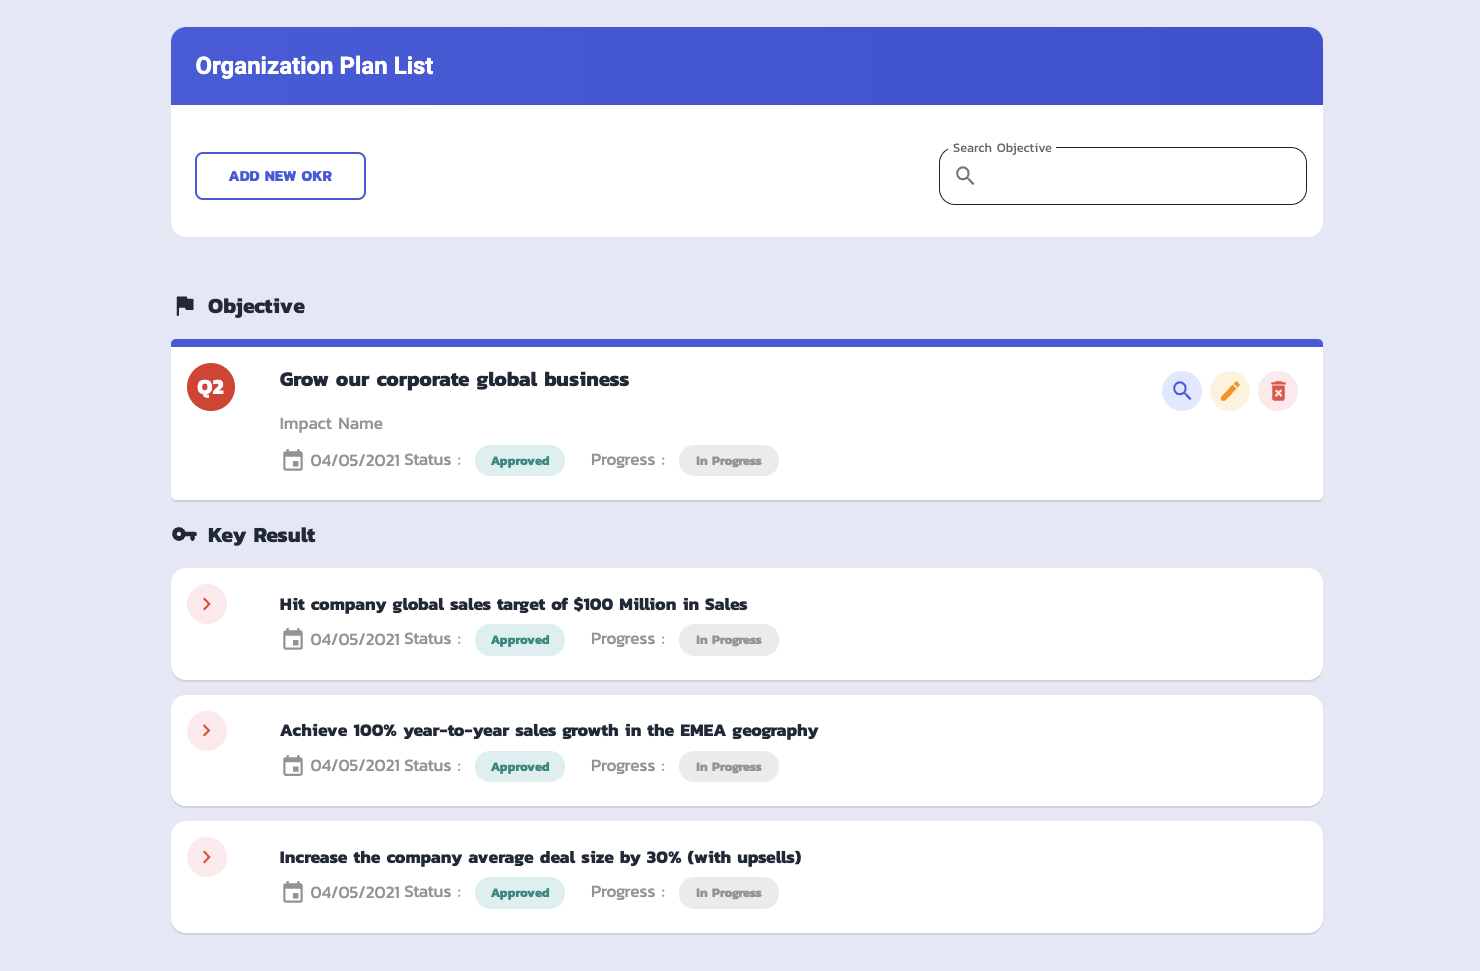 Organization Plan List
ADD NEW OKR
Search Objective
Objective
Q2
Grow our corporate global business
Impact Name
04/05/2021 Status : Approved Progress : In Progress
Key Result
Hit company global sales target of $100 Million in Sales
04/05/2021 Status : Approved Progress : In Progress
Achieve 100% year-to-year sales growth in the EMEA geography
04/05/2021 Status : Approved Progress : In Progress
Increase the company average deal size by 30% (with upsells)
04/05/2021 Status : Approved Progress : In Progress